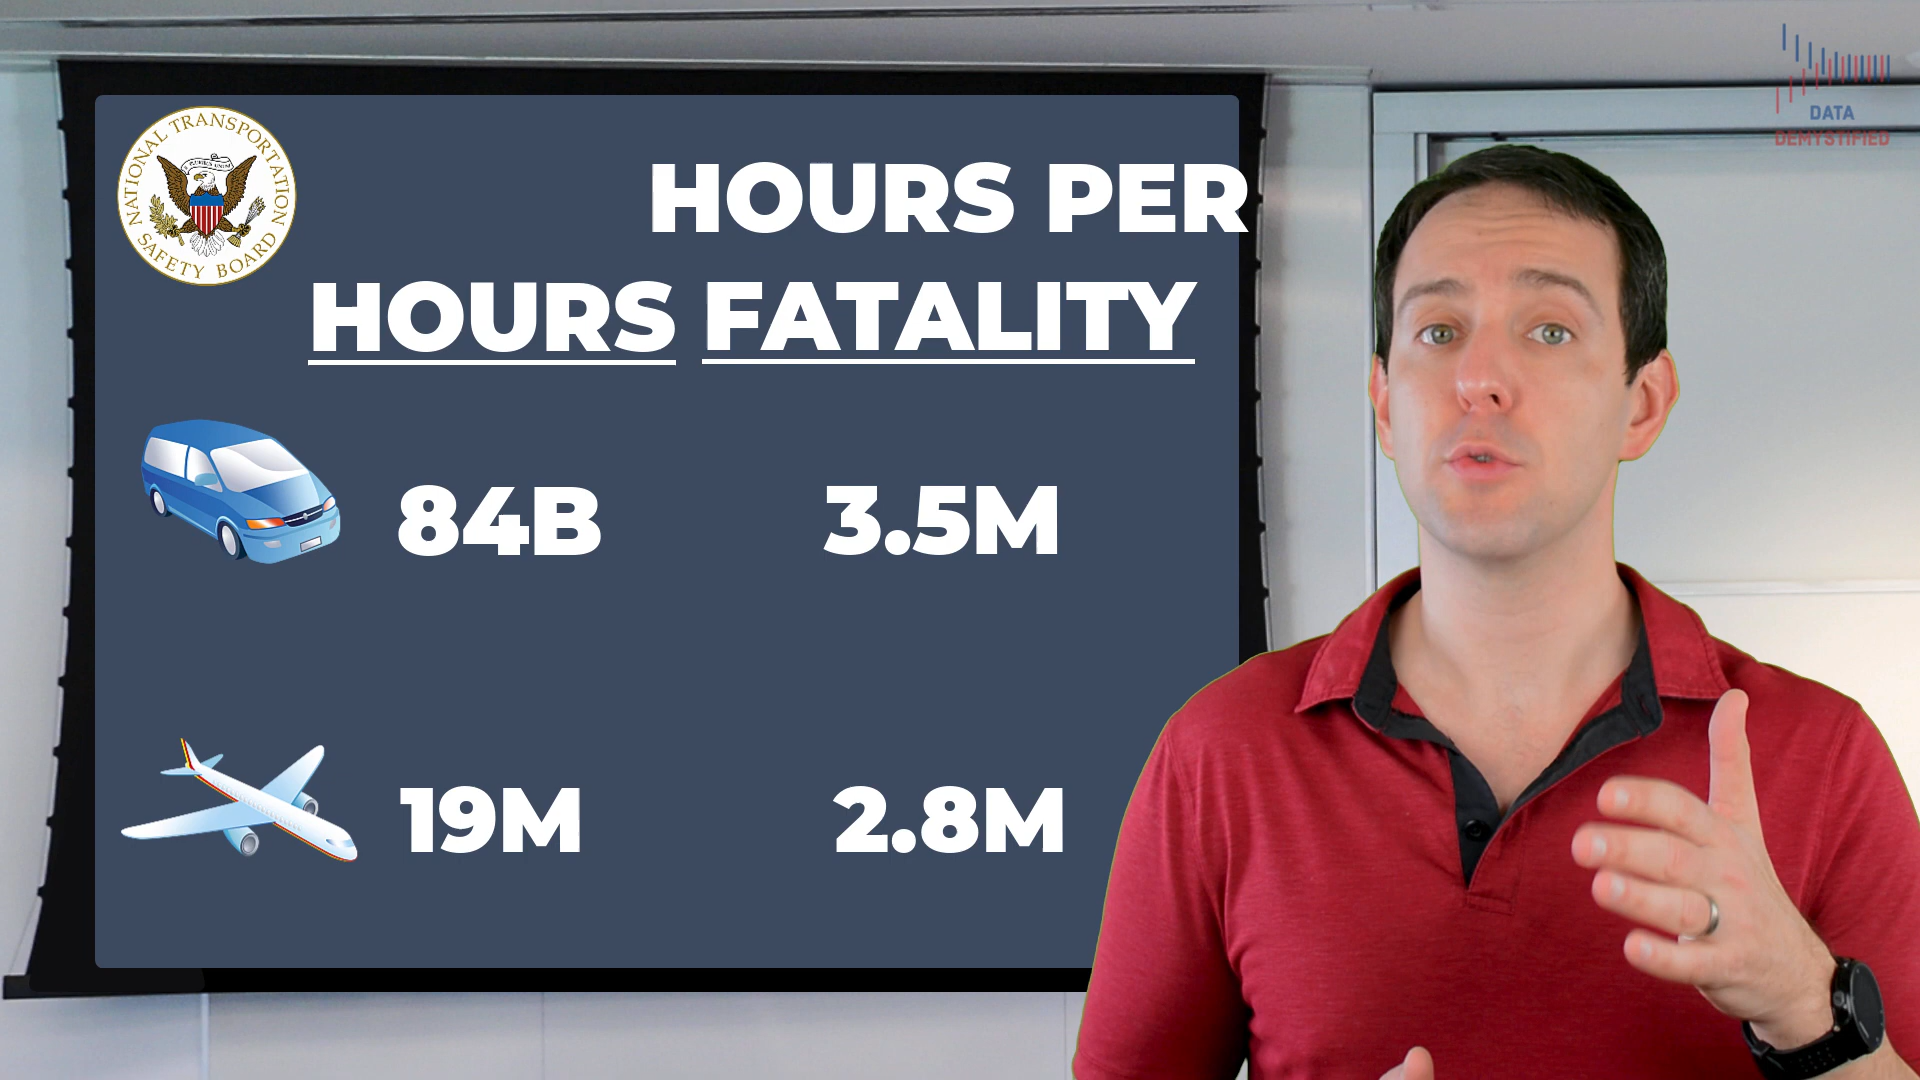 NATIONAL TRANSPORTATION
SAFETY BOARD
HOURS PER
HOURS FATALITY
84B 3.5M
19M 2.8M
DATA
DEMYSTIFIED